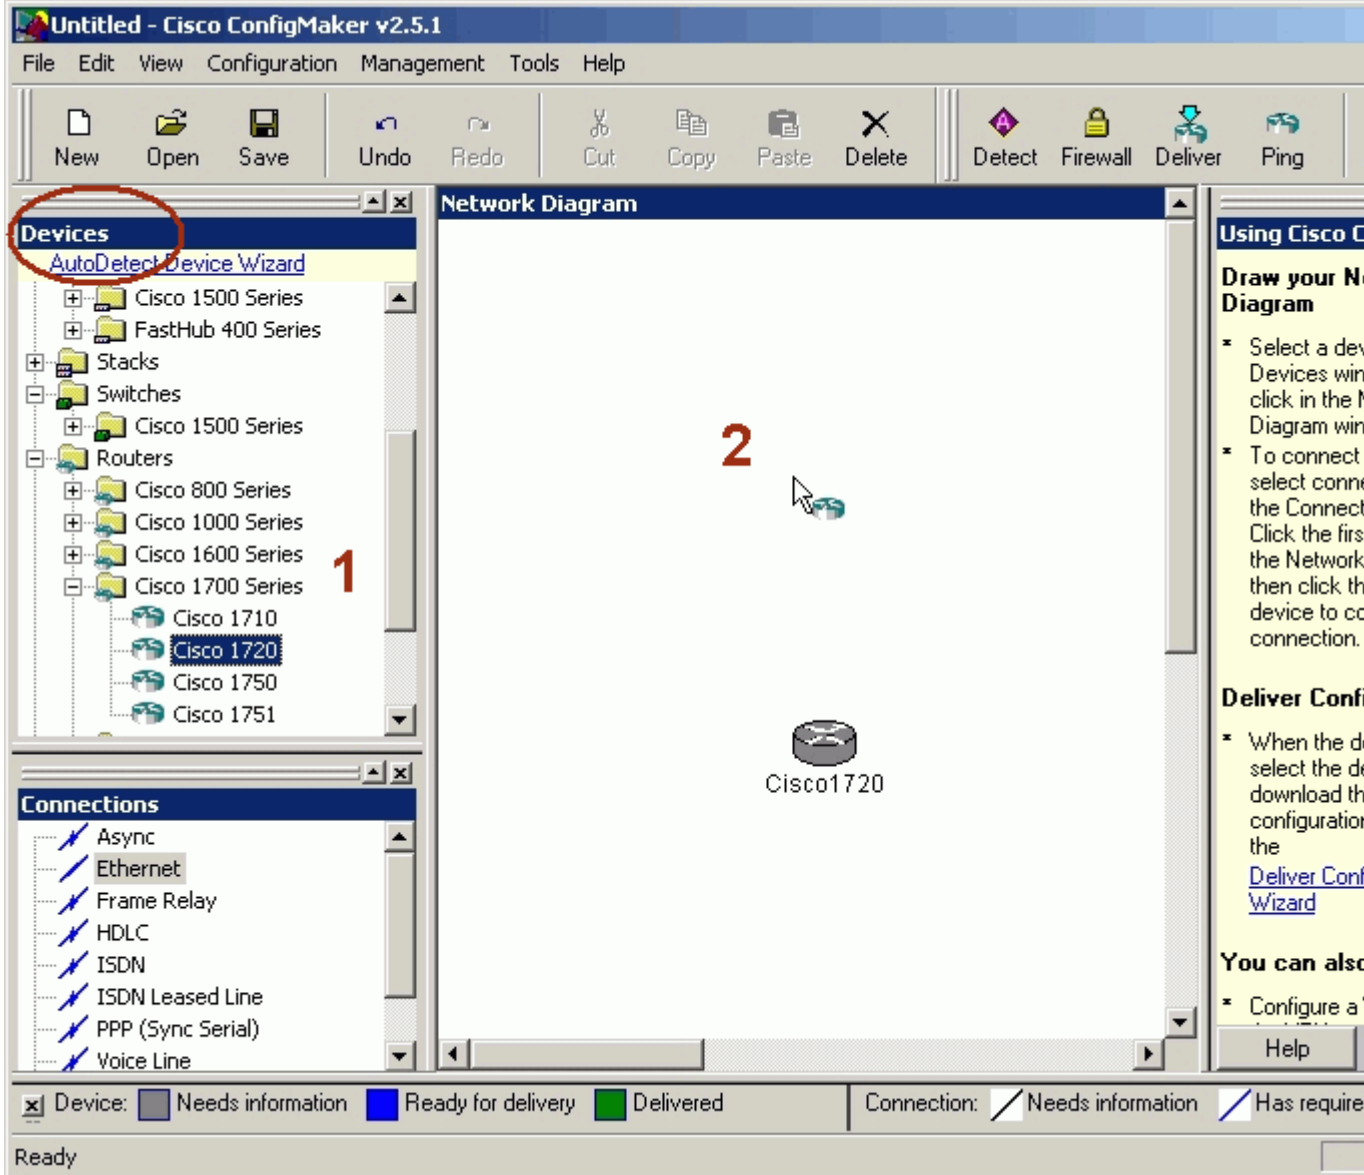 Untitled - Cisco ConfigMaker v2.5.1
File Edit View Configuration Management Tools Help
New Open Save Undo Redo Cut Copy Paste Delete Detect Firewall Deliver Ping
Devices
AutoDetect Device Wizard
Cisco 1500 Series
FastHub 400 Series
Stacks
Switches
Cisco 1500 Series
Routers
Cisco 800 Series
Cisco 1000 Series
Cisco 1600 Series
Cisco 1700 Series
Cisco 1710
Cisco 1720
Cisco 1750
Cisco 1751
1
Connections
Async
Ethernet
Frame Relay
HDLC
ISDN
ISDN Leased Line
PPP (Sync Serial)
Voice Line
Network Diagram
2
Cisco1720
Using Cisco C
Draw your N
Diagram
Select a dev
Devices win
click in the
Diagram win
To connect
select conne
the Connect
Click the firs
the Network
then click th
device to co
connection.
Deliver Confi
When the d
select the de
download th
configuration
the
Deliver Conf
Wizard
You can also
Configure a
Help
Device: Needs information Ready for delivery Delivered Connection: Needs information Has require
Ready